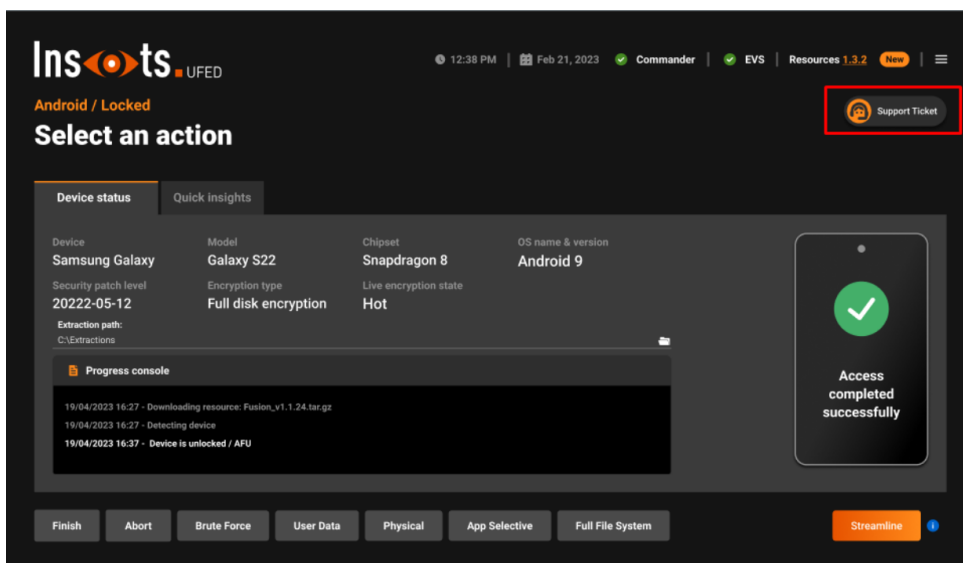 Insets.UFED
12:38 PM | Feb 21, 2023 Commander | EVS | Resources 1.3.2 New |
Android / Locked
Support Ticket
Select an action
Device status Quick insights
Device Model Chipset OS name & version
Samsung Galaxy Galaxy S22 Snapdragon 8 Android 9
Security patch level Encryption type Live encryption state
20222-05-12 Full disk encryption Hot
Extraction path:
C:\Extractions
Progress console
19/04/2023 16:27 - Downloading resource: Fusion_v1.1.24.tar.gz
19/04/2023 16:27 - Detecting device
19/04/2023 16:37 - Device is unlocked / AFU
Access
completed
successfully
Finish Abort Brute Force User Data Physical App Selective Full File System Streamline